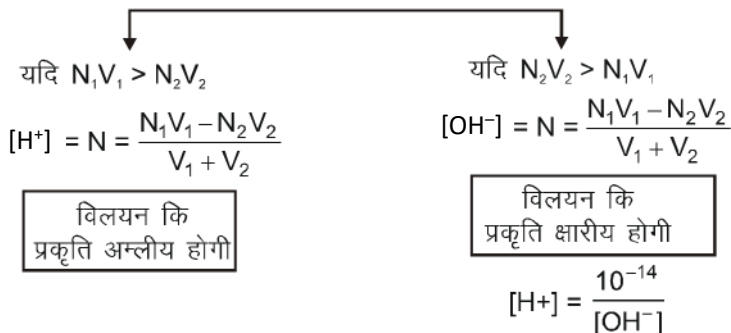 यदि N₁V₁ > N₂V₂
[H⁺] = N = (N₁V₁ – N₂V₂) / (V₁ + V₂)
विलयन कि
प्रकृति अम्लीय होगी
यदि N₂V₂ > N₁V₁
[OH⁻] = N = (N₁V₁ – N₂V₂) / (V₁ + V₂)
विलयन कि
प्रकृति क्षारीय होगी
[H+] = 10⁻¹⁴ / [OH⁻]